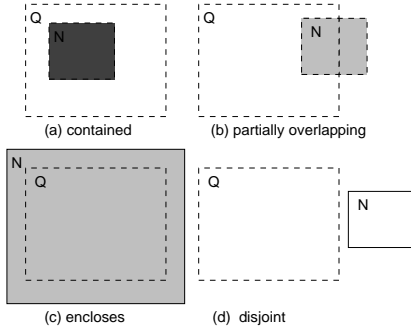 Q
N
(a) contained
Q
N
(b) partially overlapping
N
Q
(c) encloses
Q
N
(d) disjoint